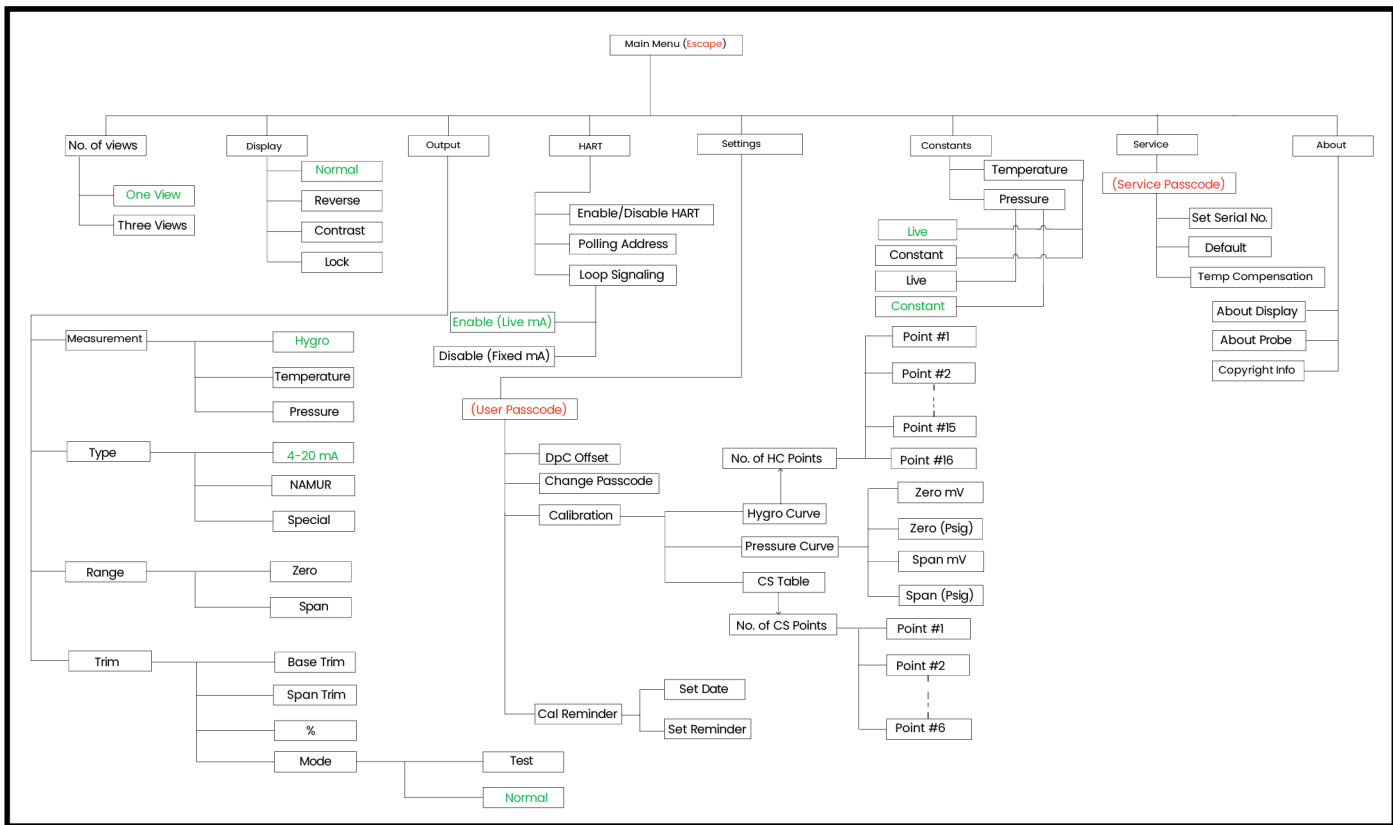 Main Menu (Escape)
No. of views
Display
Output
HART
Settings
Constants
Service
About
One View
Three Views
Normal
Reverse
Contrast
Lock
Enable/Disable HART
Polling Address
Loop Signaling
Enable (Live mA)
Disable (Fixed mA)
Temperature
Pressure
Live
Constant
Live
Constant
(Service Passcode)
Set Serial No.
Default
Temp Compensation
About Display
About Probe
Copyright Info
Measurement
Hygro
Temperature
Pressure
Type
4-20 mA
NAMUR
Special
Range
Zero
Span
Trim
Base Trim
Span Trim
%
Mode
Test
Normal
(User Passcode)
DpC Offset
Change Passcode
Calibration
Hygro Curve
No. of HC Points
Point #1
Point #2
Point #15
Point #16
Pressure Curve
Zero mV
Zero (Psig)
Span mV
Span (Psig)
CS Table
No. of CS Points
Point #1
Point #2
Point #6
Cal Reminder
Set Date
Set Reminder